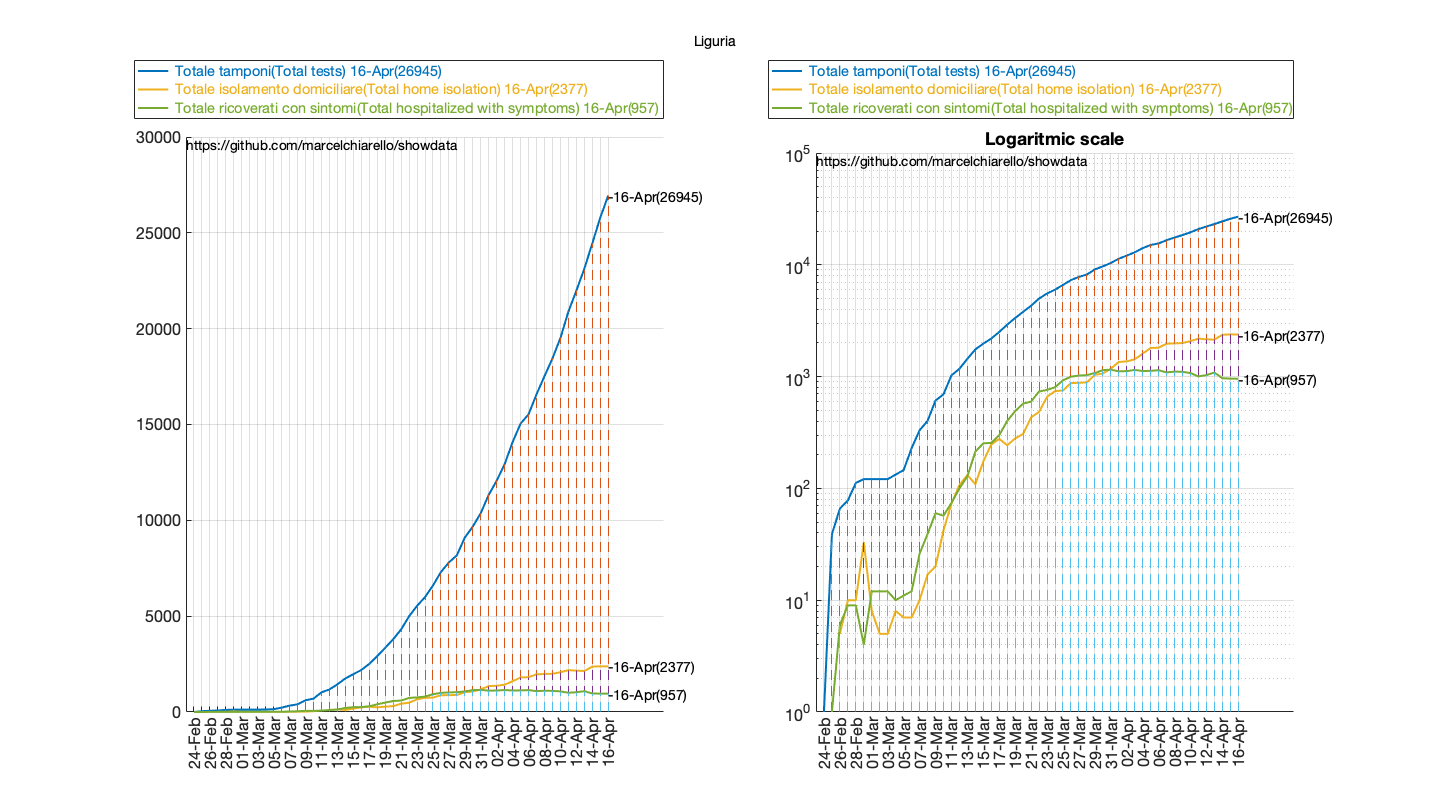 Liguria
Totale tamponi(Total tests) 16-Apr(26945)
Totale isolamento domiciliare(Total home isolation) 16-Apr(2377)
Totale ricoverati con sintomi(Total hospitalized with symptoms) 16-Apr(957)
30000
https://github.com/marcelchiarello/showdata
25000
20000
15000
10000
5000
0
16-Apr(26945)
16-Apr(2377)
16-Apr(957)
24-Feb
26-Feb
28-Feb
01-Mar
03-Mar
05-Mar
07-Mar
09-Mar
11-Mar
13-Mar
15-Mar
17-Mar
19-Mar
21-Mar
23-Mar
25-Mar
27-Mar
29-Mar
31-Mar
02-Apr
04-Apr
06-Apr
08-Apr
10-Apr
12-Apr
14-Apr
16-Apr
Totale tamponi(Total tests) 16-Apr(26945)
Totale isolamento domiciliare(Total home isolation) 16-Apr(2377)
Totale ricoverati con sintomi(Total hospitalized with symptoms) 16-Apr(957)
Logaritmic scale
10^5
https://github.com/marcelchiarello/showdata
10^4
10^3
10^2
10^1
10^0
16-Apr(26945)
16-Apr(2377)
16-Apr(957)
24-Feb
26-Feb
28-Feb
01-Mar
03-Mar
05-Mar
07-Mar
09-Mar
11-Mar
13-Mar
15-Mar
17-Mar
19-Mar
21-Mar
23-Mar
25-Mar
27-Mar
29-Mar
31-Mar
02-Apr
04-Apr
06-Apr
08-Apr
10-Apr
12-Apr
14-Apr
16-Apr